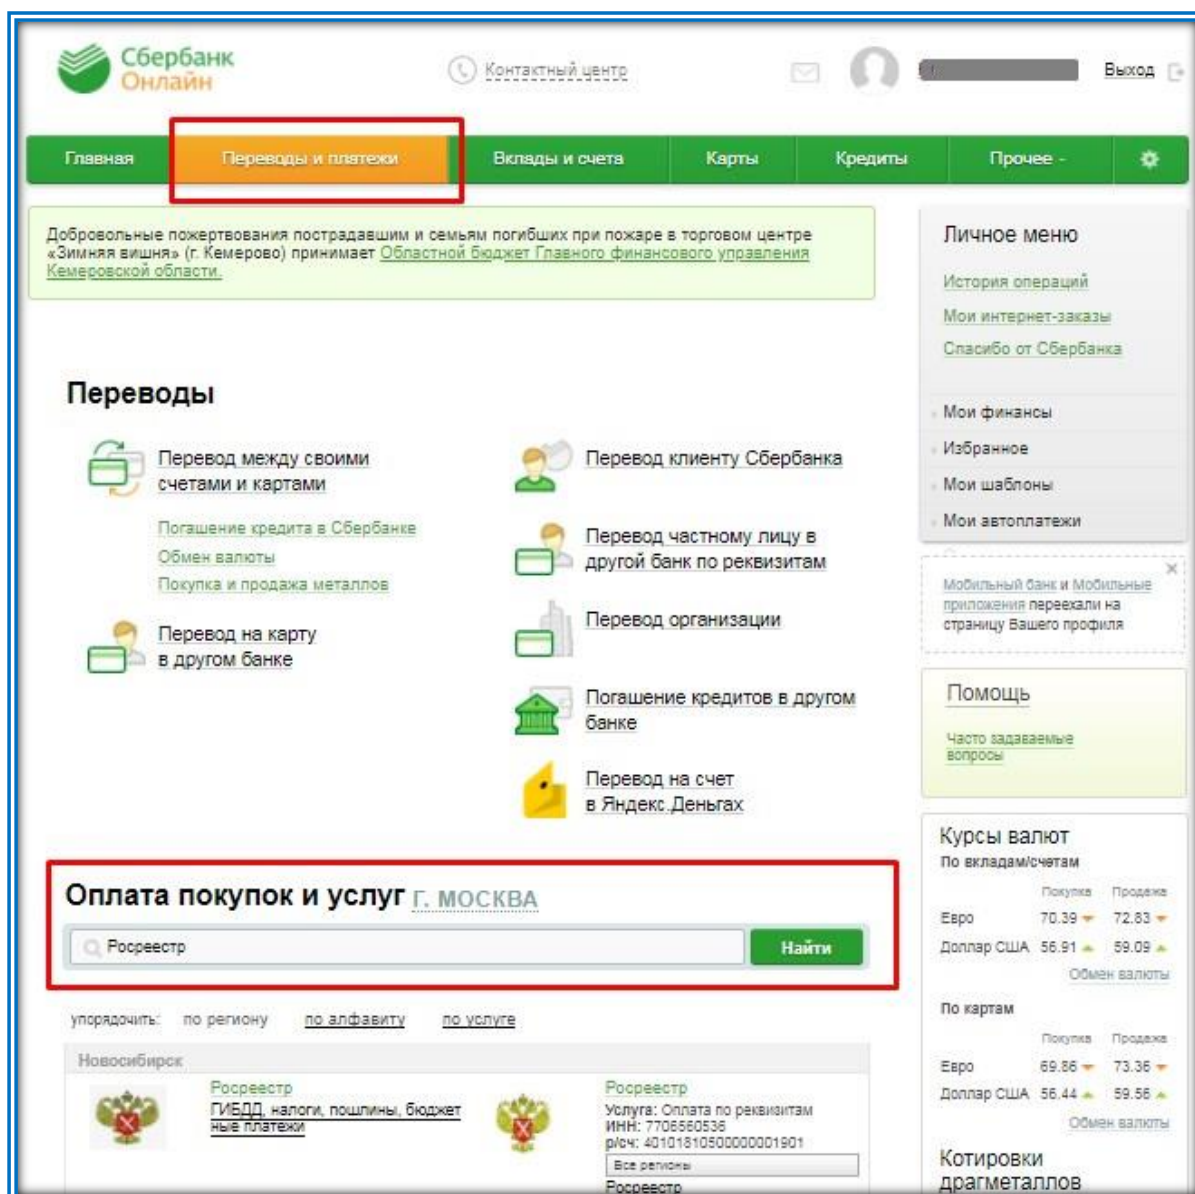 Сбербанк
Онлайн
Контактный центр
Выход
Главная
Переводы и платежи
Вклады и счета
Карты
Кредиты
Прочее -
Добровольные пожертвования пострадавшим и семьям погибших при пожаре в торговом центре
«Зимняя вишня» (г. Кемерово) принимает Областной бюджет Главного финансового управления
Кемеровской области.
Переводы
Перевод между своими
счетами и картами
Погашение кредита в Сбербанке
Обмен валюты
Покупка и продажа металлов
Перевод на карту
в другом банке
Перевод клиенту Сбербанка
Перевод частному лицу в
другой банк по реквизитам
Перевод организации
Погашение кредитов в другом
банке
Перевод на счет
в Яндекс.Деньгах
Оплата покупок и услуг Г. МОСКВА
Росреестр
Найти
упорядочить: по региону по алфавиту по услуге
Новосибирск
Росреестр
ГИБДД, налоги, пошлины, бюджет
ные платежи
Росреестр
Услуга: Оплата по реквизитам
ИНН: 7706560536
р/сч: 40101810500000001901
Все регионы
Росреестр
Личное меню
История операций
Мои интернет-заказы
Спасибо от Сбербанка
Мои финансы
Избранное
Мои шаблоны
Мои автоплатежи
Мобильный банк и Мобильные
приложения переехали на
страницу Вашего профиля
Помощь
Часто задаваемые
вопросы
Курсы валют
По вкладам/счетам
Покупка Продажа
Евро 70.39 72.83
Доллар США 56.91 59.09
Обмен валюты
По картам
Покупка Продажа
Евро 69.86 73.36
Доллар США 56.44 59.56
Обмен валюты
Котировки
драгметаллов